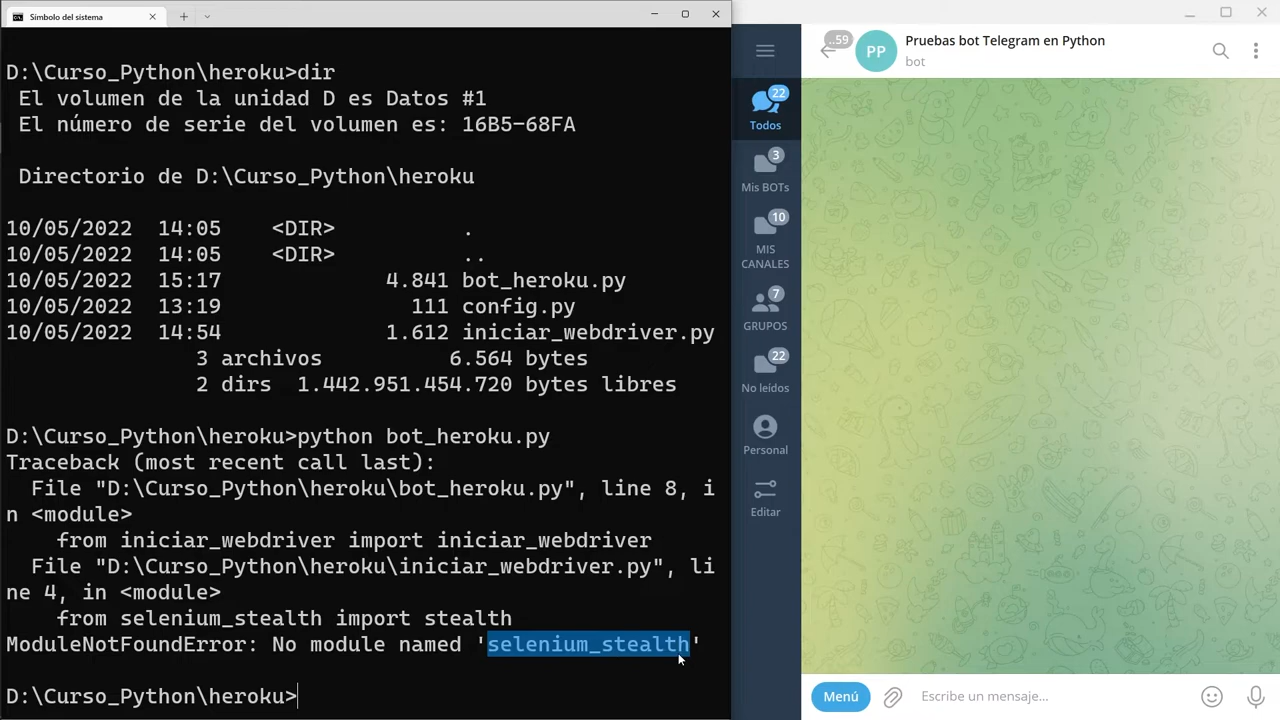 Símbolo del sistema
D:\Curso_Python\heroku>dir
El volumen de la unidad D es Datos #1
El número de serie del volumen es: 16B5-68FA
Directorio de D:\Curso_Python\heroku
10/05/2022  14:05    <DIR>          .
10/05/2022  14:05    <DIR>          ..
10/05/2022  15:17             4.841 bot_heroku.py
10/05/2022  13:19               111 config.py
10/05/2022  14:54             1.612 iniciar_webdriver.py
3 archivos          6.564 bytes
2 dirs  1.442.951.454.720 bytes libres
D:\Curso_Python\heroku>python bot_heroku.py
Traceback (most recent call last):
File "D:\Curso_Python\heroku\bot_heroku.py", line 8, i
n <module>
from iniciar_webdriver import iniciar_webdriver
File "D:\Curso_Python\heroku\iniciar_webdriver.py", li
ne 4, in <module>
from selenium_stealth import stealth
ModuleNotFoundError: No module named 'selenium_stealth'
D:\Curso_Python\heroku>
22
Todos
3
Mis BOTs
10
MIS
CANALES
7
GRUPOS
22
No leídos
Personal
Editar
..59
PP
Pruebas bot Telegram en Python
bot
Menú
Escribe un mensaje...